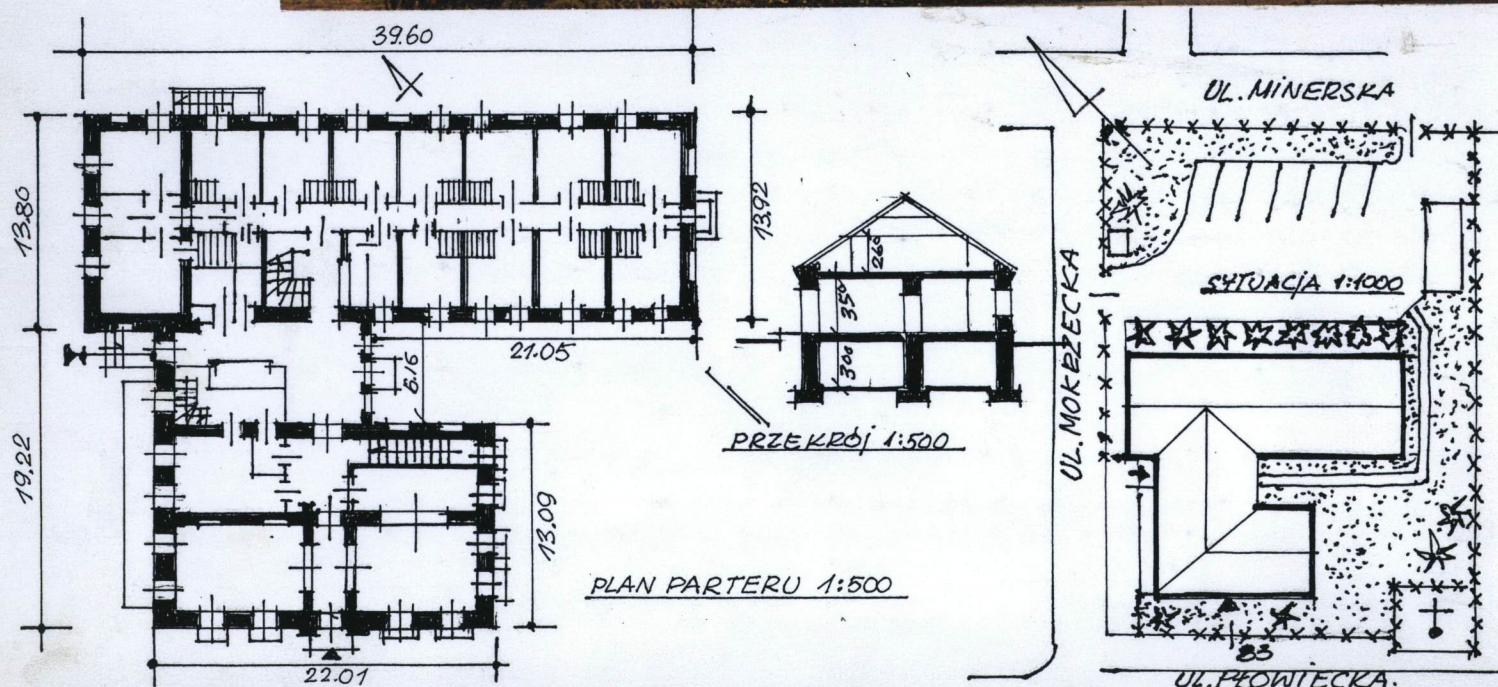 39.60
13.80
13.92
21.05
6.16
19.22
13.09
22.01
PLAN PARTERU 1:500
260
350
300
PRZEKRÓJ 1:500
UL. MINERSKA
UL. MOKRZECKA
SYTUACJA 1:1000
83
UL. PŁOWIECKA.